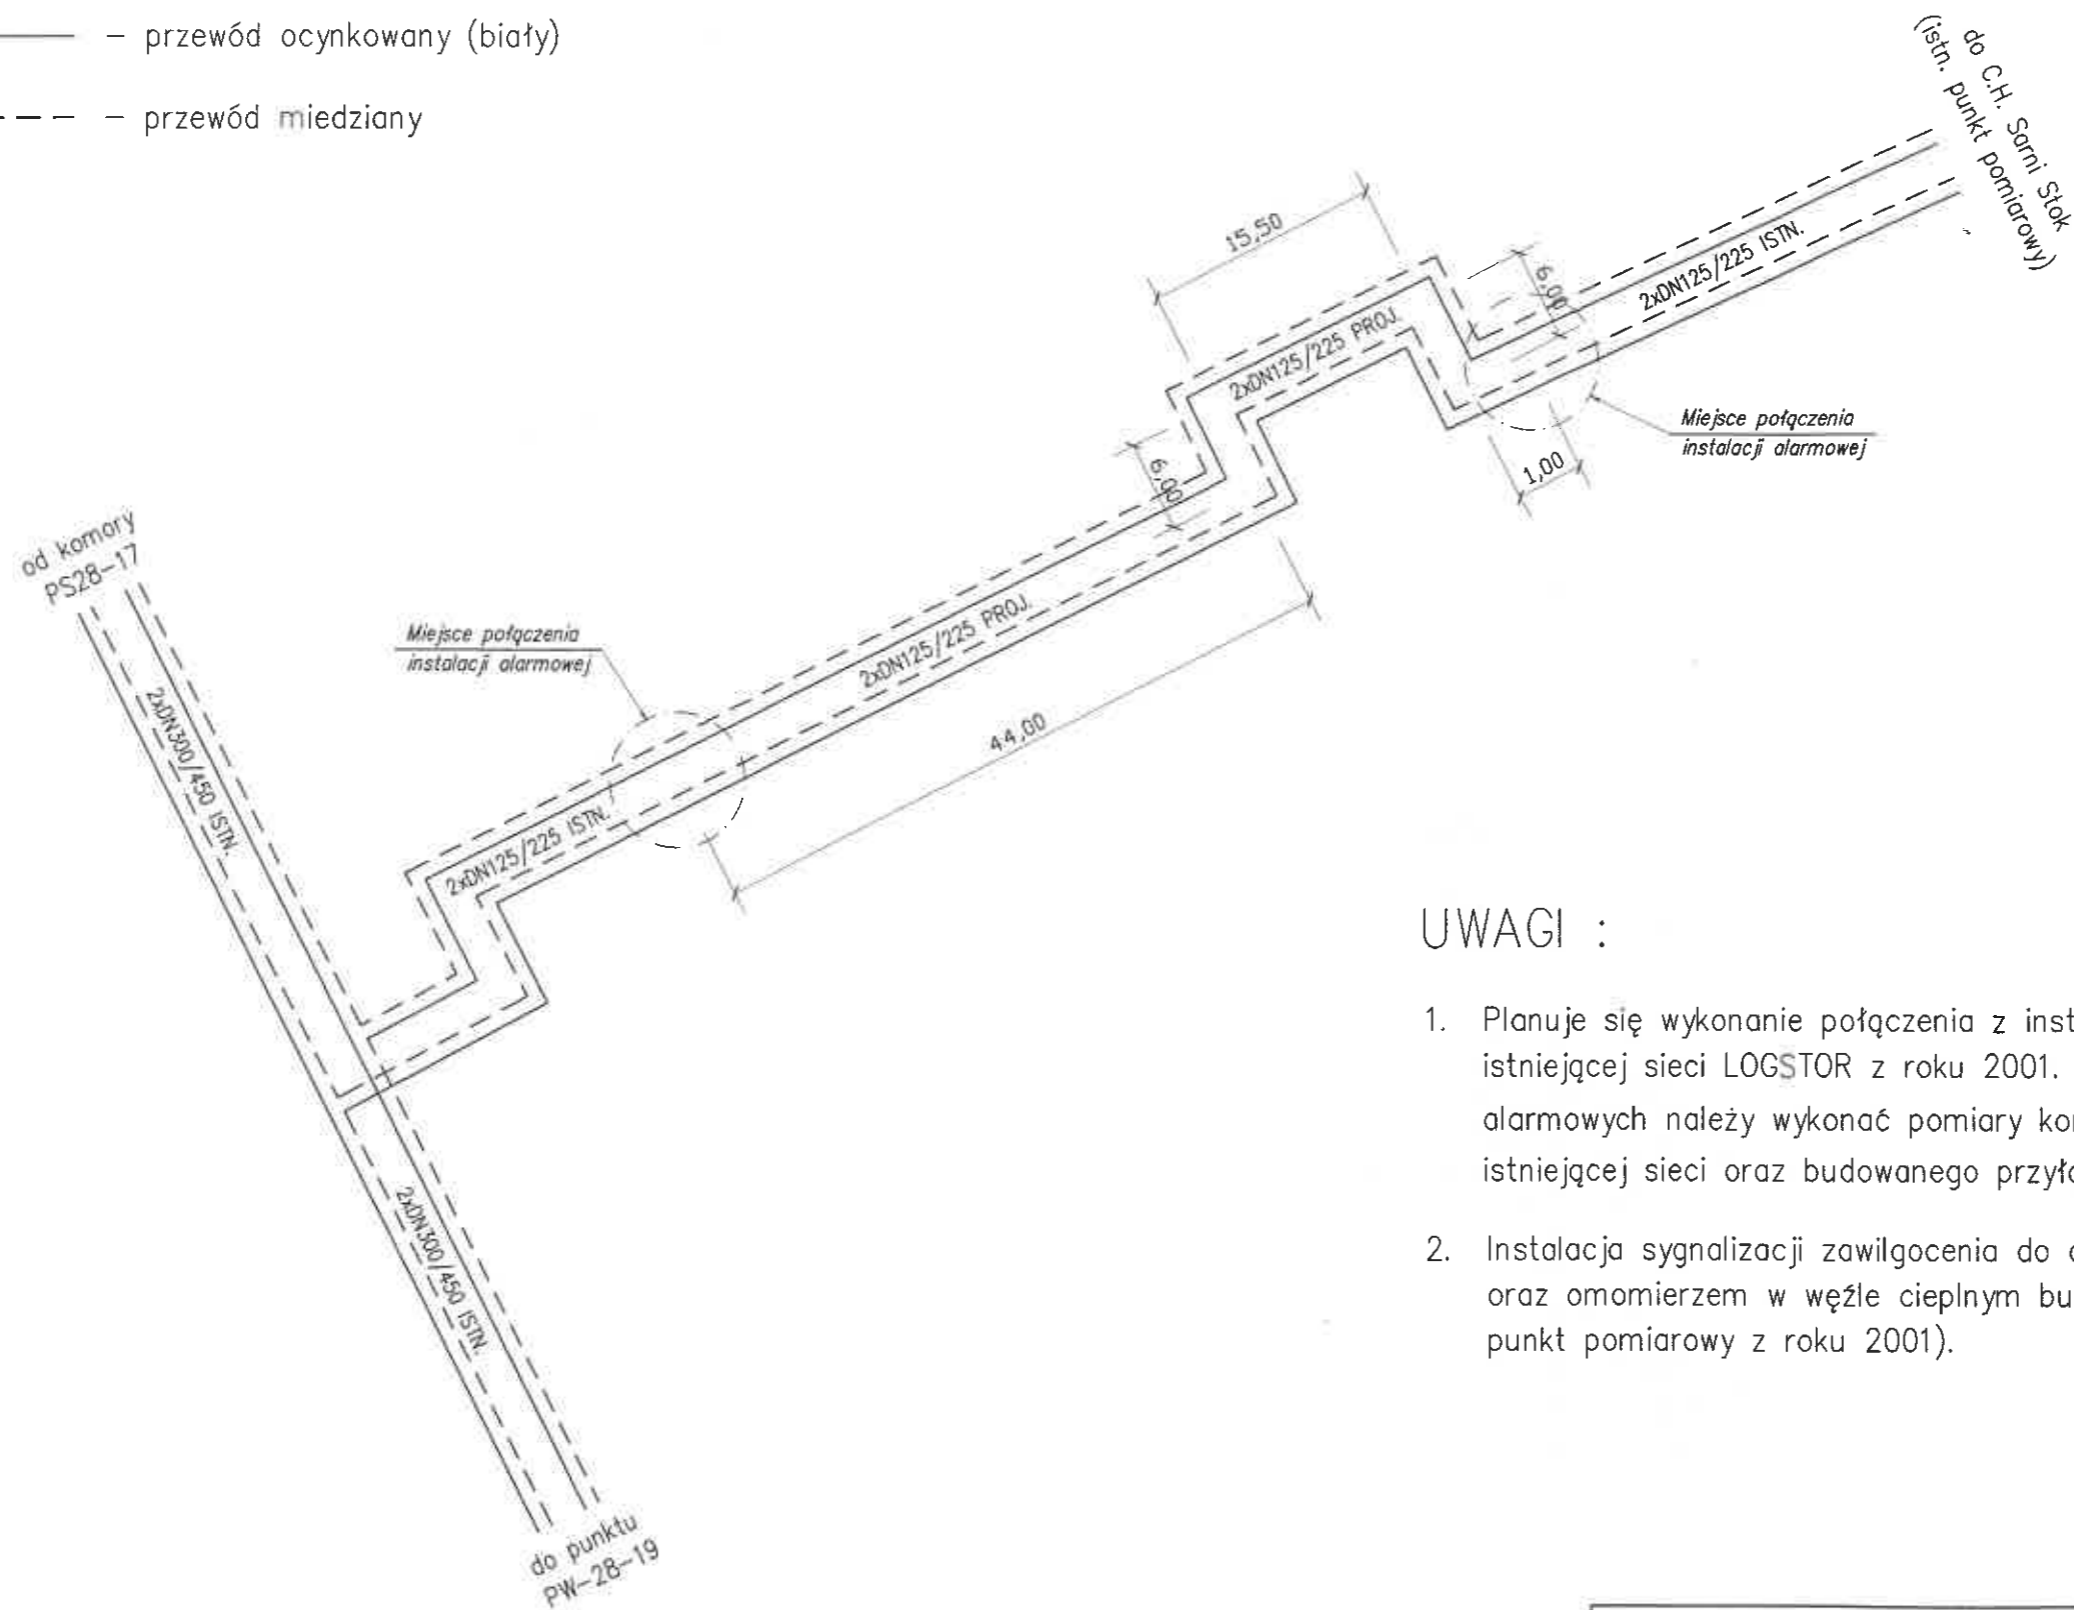 – przewód ocynkowany (biały)
– przewód miedziany
do C.H. Sarni Stok
(istn. punkt pomiarowy)
15,50
6,00
2xDN125/225 ISTN.
2xDN125/225 PROJ.
Miejsce połączenia
instalacji alarmowej
1,00
6,00
od komory
PS28-17
Miejsce połączenia
instalacji alarmowej
2xDN125/225 PROJ.
44,00
2xDN300/450 ISTN.
2xDN125/225 ISTN.
UWAGI :
1. Planuje się wykonanie połączenia z
istniejącej sieci LOGSTOR z roku 2001.
alarmowych należy wykonać pomiary
istniejącej sieci oraz budowanego
2. Instalacja sygnalizacji zawilgocenia do
oraz omomierzem w węźle cieplnym
punkt pomiarowy z roku 2001).
2xDN300/450 ISTN.
do punktu
PW-28-19